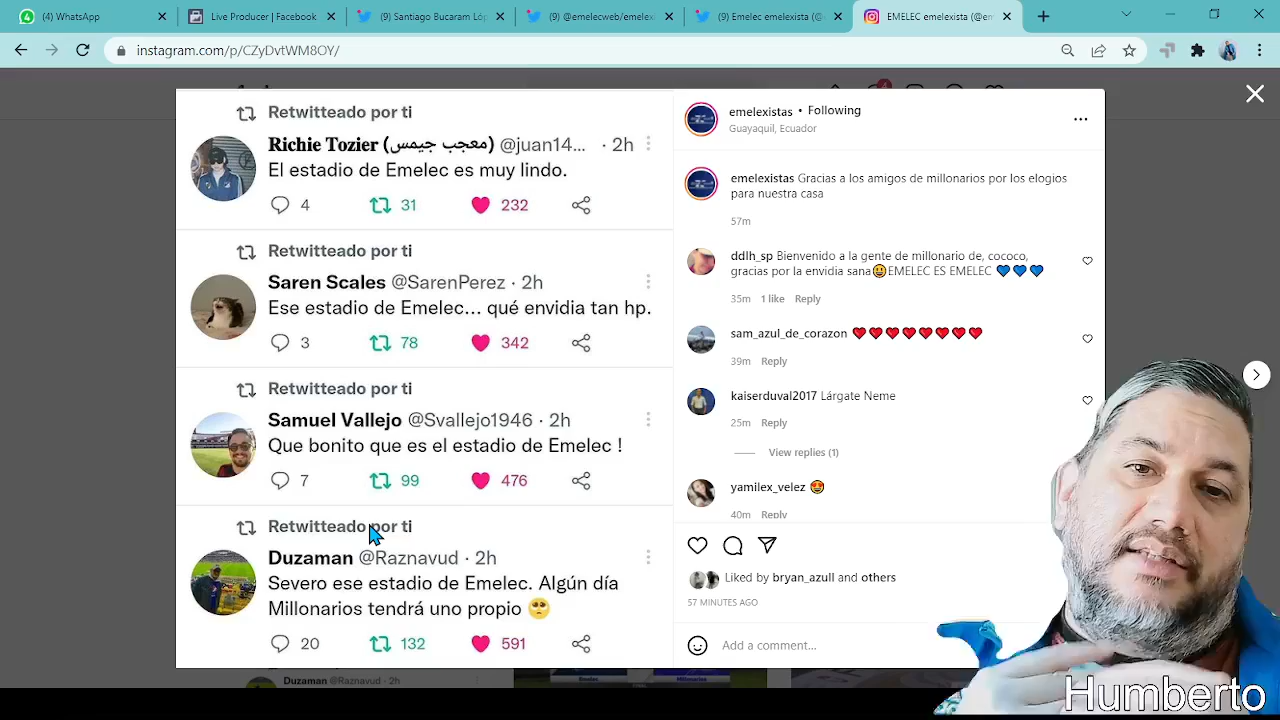 (4) WhatsApp
Live Producer | Facebook
(9) Santiago Bucaram Lóp
(9) @emelecweb/emelex
(9) Emelec emelexista (@
Emelec emelexista (@em
instagram.com/p/CZyDvtWM8OY/
Retwitteado por ti
Richie Tozier (معجب جيمس) @juan14... · 2h
El estadio de Emelec es muy lindo.
4 31 232
Retwitteado por ti
Saren Scales @SarenPerez · 2h
Ese estadio de Emelec... qué envidia tan hp.
3 78 342
Retwitteado por ti
Samuel Vallejo @Svallejo1946 · 2h
Que bonito que es el estadio de Emelec !
7 99 476
Retwitteado por ti
Duzaman @Raznavud · 2h
Severo ese estadio de Emelec. Algún día
Millonarios tendrá uno propio 🥺
20 132 591
emelexistas • Following
Guayaquil, Ecuador
emelexistas Gracias a los amigos de millonarios por los elogios
para nuestra casa
57m
ddlh_sp Bienvenido a la gente de millonario de, cococo,
gracias por la envidia sana😃EMELEC ES EMELEC 💙💙💙
35m 1 like Reply
sam_azul_de_corazon ❤❤❤❤❤❤❤❤
39m Reply
kaiserduval2017 Lárgate Neme
25m Reply
View replies (1)
yamilex_velez 😍
40m Reply
Liked by bryan_azull and others
57 MINUTES AGO
Add a comment...
Duzaman @Raznavud · 2h
Humberto